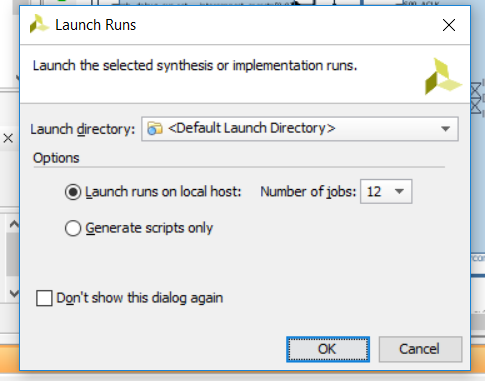 Launch Runs
Launch the selected synthesis or implementation runs.
Launch directory: <Default Launch Directory>
Options
Launch runs on local host: Number of jobs: 12
Generate scripts only
Don't show this dialog again
OK Cancel